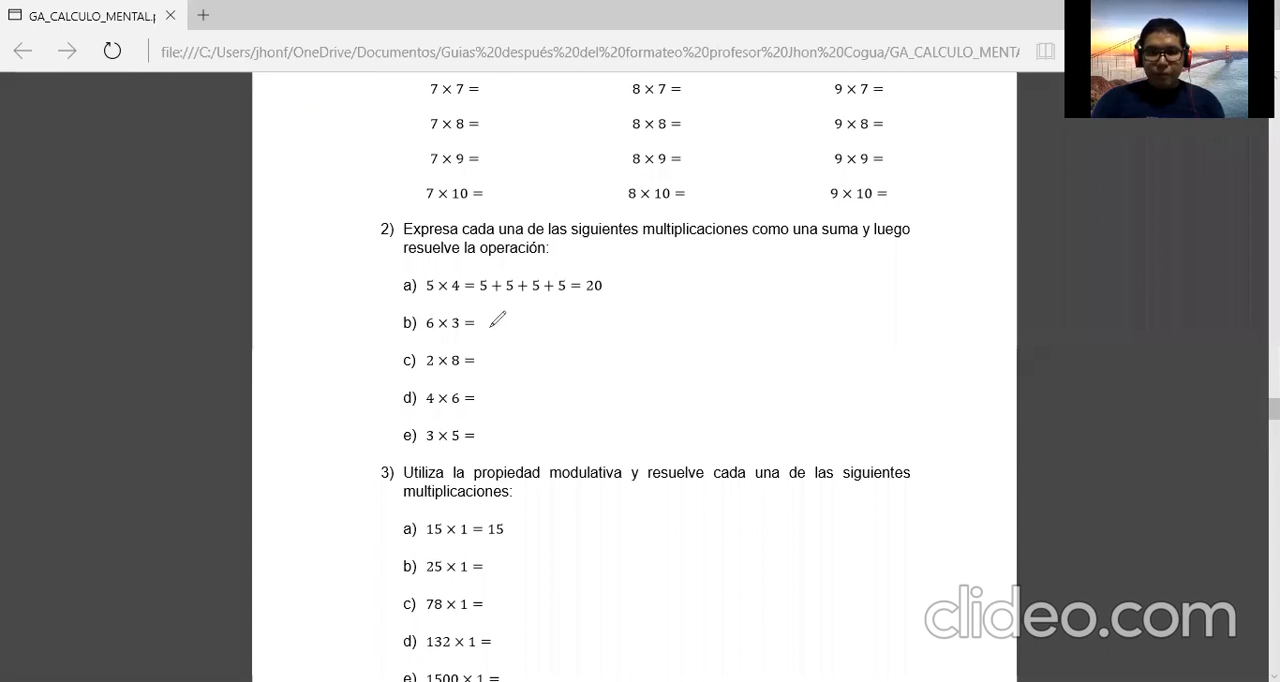 GA_CALCULO_MENTAL.p
file:///C:/Users/jhonf/OneDrive/Documentos/Guias%20después%20del%20formateo%20profesor%20Jhon%20Cogua/GA_CALCULO_MENTA
7 × 7 = 8 × 7 = 9 × 7 =
7 × 8 = 8 × 8 = 9 × 8 =
7 × 9 = 8 × 9 = 9 × 9 =
7 × 10 = 8 × 10 = 9 × 10 =
2) Expresa cada una de las siguientes multiplicaciones como una suma y luego
resuelve la operación:
a) 5 × 4 = 5 + 5 + 5 + 5 = 20
b) 6 × 3 =
c) 2 × 8 =
d) 4 × 6 =
e) 3 × 5 =
3) Utiliza la propiedad modulativa y resuelve cada una de las siguientes
multiplicaciones:
a) 15 × 1 = 15
b) 25 × 1 =
c) 78 × 1 =
d) 132 × 1 =
e) 1500 × 1 =
clideo.com